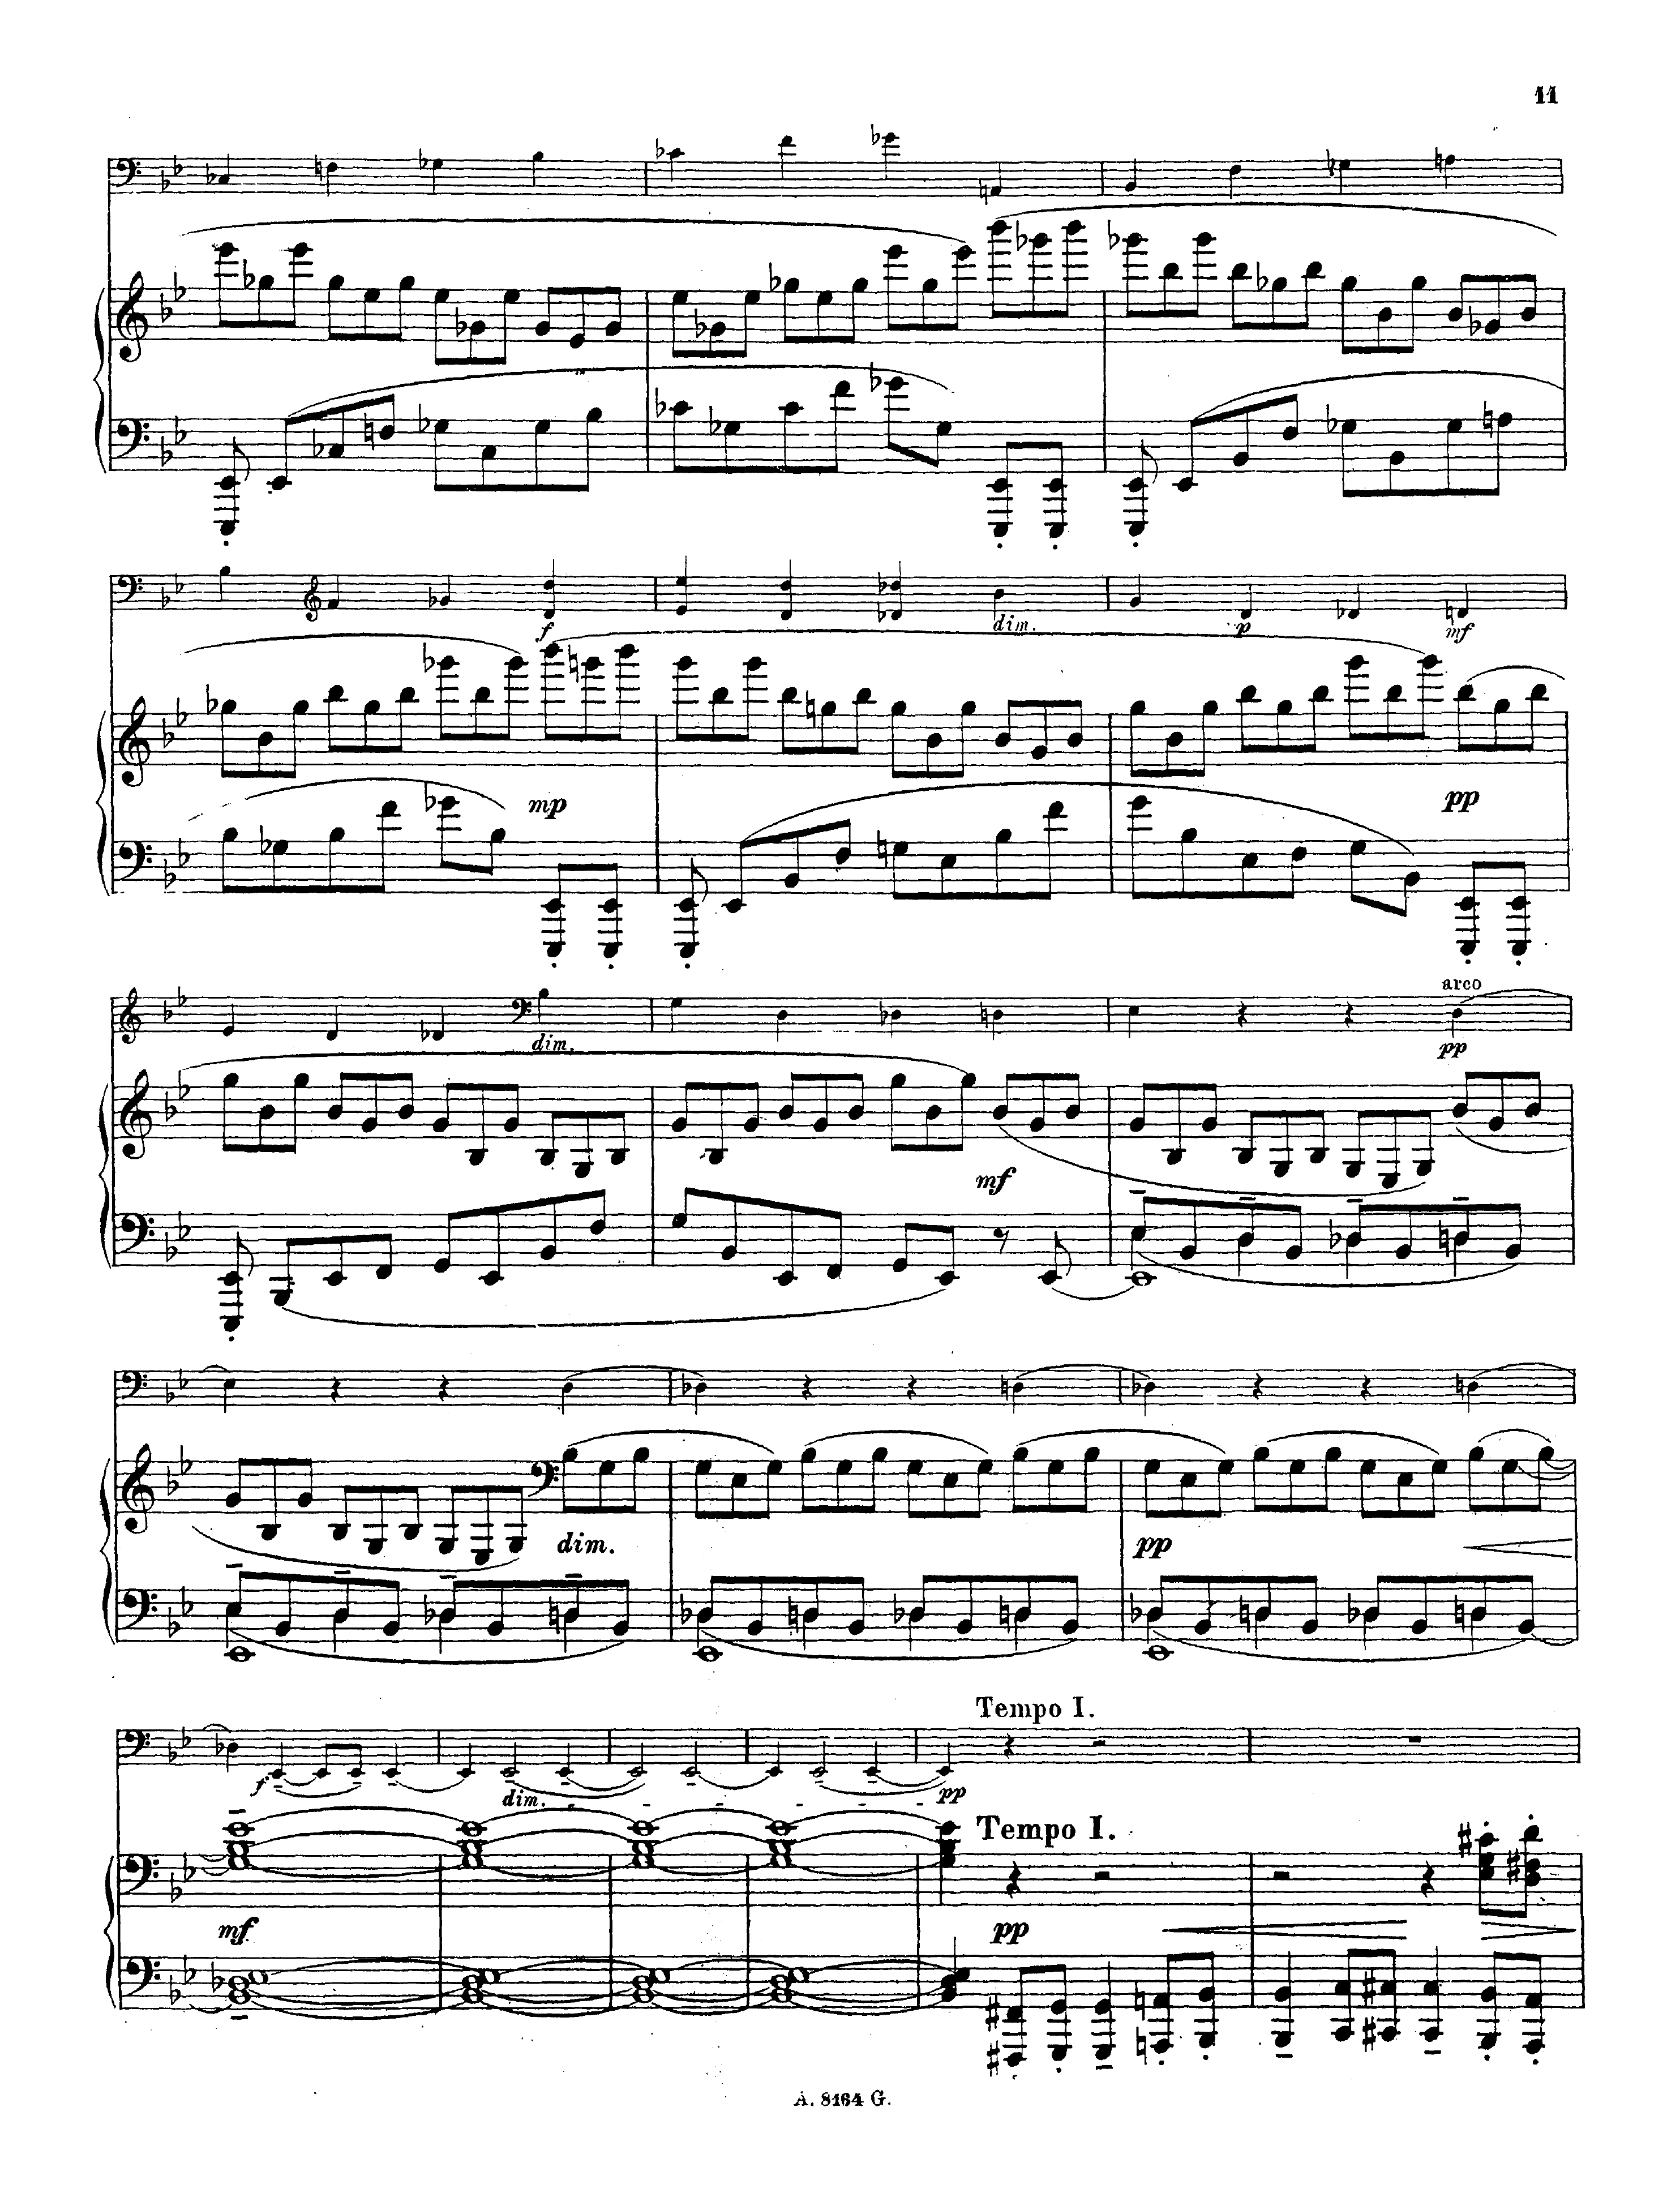 11
f
dim.
p
mf
mp
pp
arco
dim.
pp
mf
dim.
pp
Tempo I.
f
dim.
pp
Tempo I.
mf
pp
A. 8164 G.